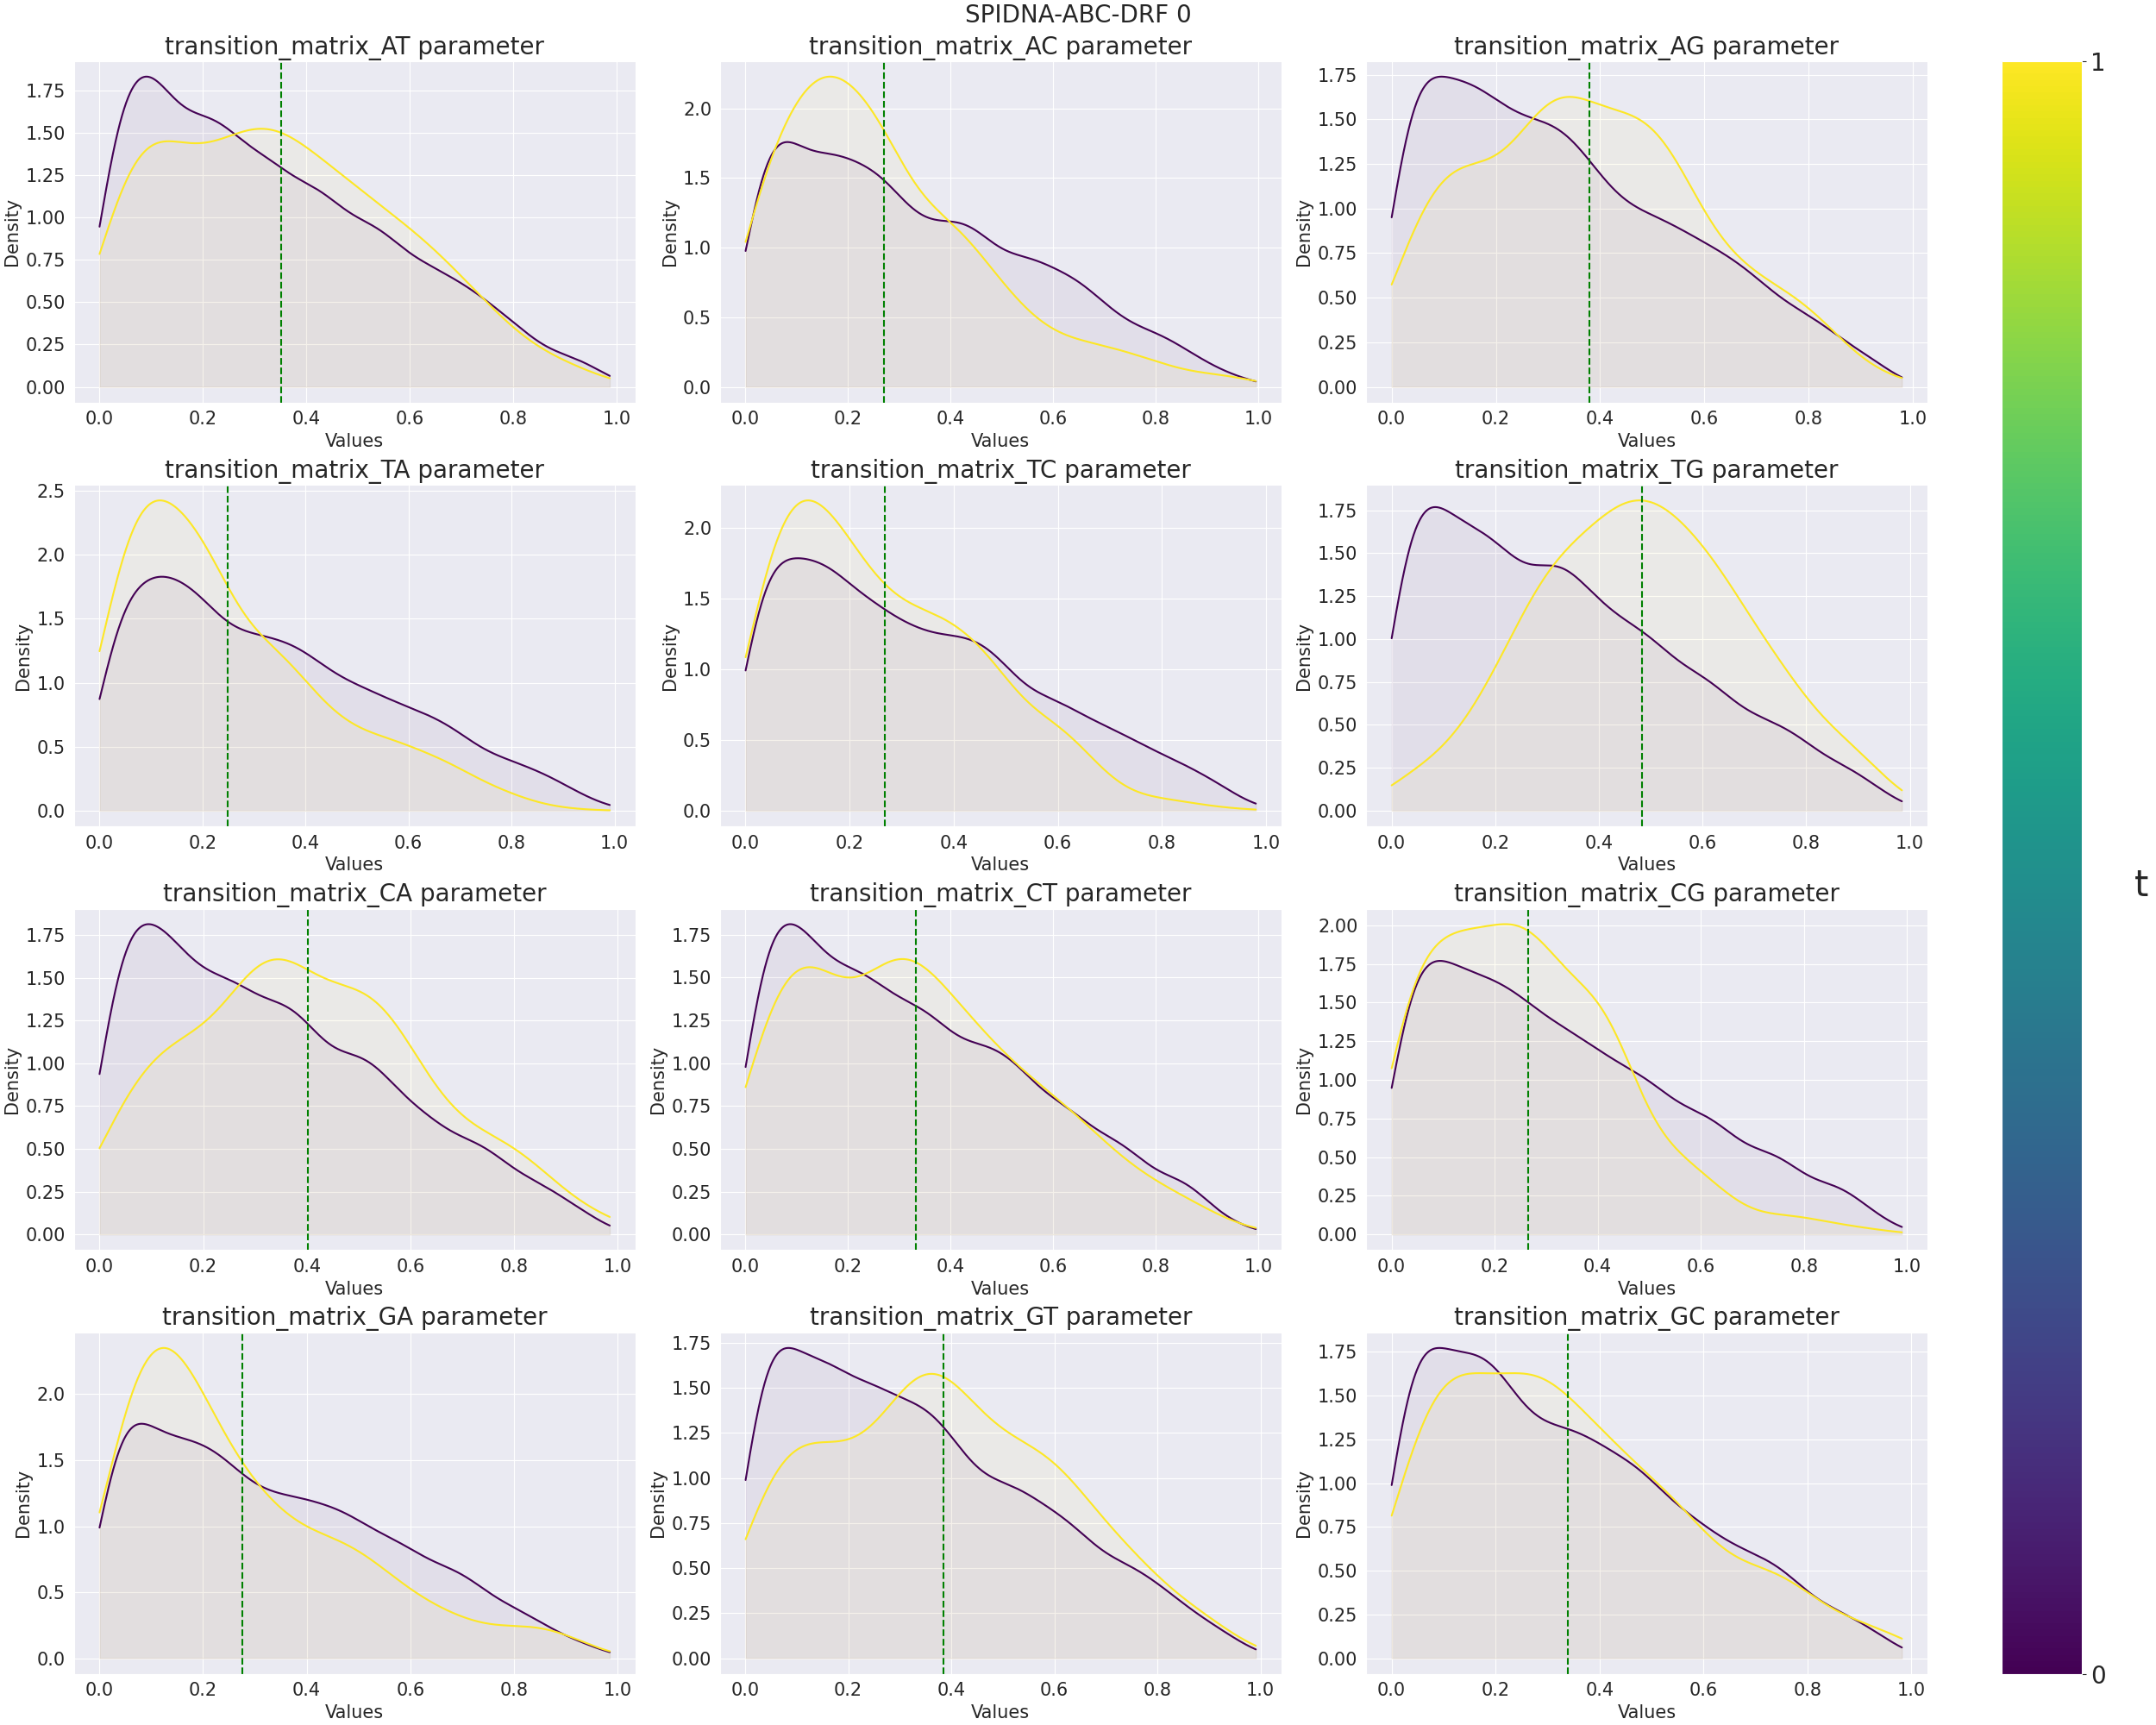 SPIDNA-ABC-DRF 0
transition_matrix_AT parameter
Density
1.75
1.50
1.25
1.00
0.75
0.50
0.25
0.00
0.0 0.2 0.4 0.6 0.8 1.0
Values
transition_matrix_AC parameter
Density
2.0
1.5
1.0
0.5
0.0
0.0 0.2 0.4 0.6 0.8 1.0
Values
transition_matrix_AG parameter
Density
1.75
1.50
1.25
1.00
0.75
0.50
0.25
0.00
0.0 0.2 0.4 0.6 0.8 1.0
Values
transition_matrix_TA parameter
Density
2.5
2.0
1.5
1.0
0.5
0.0
0.0 0.2 0.4 0.6 0.8 1.0
Values
transition_matrix_TC parameter
Density
2.0
1.5
1.0
0.5
0.0
0.0 0.2 0.4 0.6 0.8 1.0
Values
transition_matrix_TG parameter
Density
1.75
1.50
1.25
1.00
0.75
0.50
0.25
0.00
0.0 0.2 0.4 0.6 0.8 1.0
Values
transition_matrix_CA parameter
Density
1.75
1.50
1.25
1.00
0.75
0.50
0.25
0.00
0.0 0.2 0.4 0.6 0.8 1.0
Values
transition_matrix_CT parameter
Density
1.75
1.50
1.25
1.00
0.75
0.50
0.25
0.00
0.0 0.2 0.4 0.6 0.8 1.0
Values
transition_matrix_CG parameter
Density
2.00
1.75
1.50
1.25
1.00
0.75
0.50
0.25
0.00
0.0 0.2 0.4 0.6 0.8 1.0
Values
transition_matrix_GA parameter
Density
2.0
1.5
1.0
0.5
0.0
0.0 0.2 0.4 0.6 0.8 1.0
Values
transition_matrix_GT parameter
Density
1.75
1.50
1.25
1.00
0.75
0.50
0.25
0.00
0.0 0.2 0.4 0.6 0.8 1.0
Values
transition_matrix_GC parameter
Density
1.75
1.50
1.25
1.00
0.75
0.50
0.25
0.00
0.0 0.2 0.4 0.6 0.8 1.0
Values
1
t
0